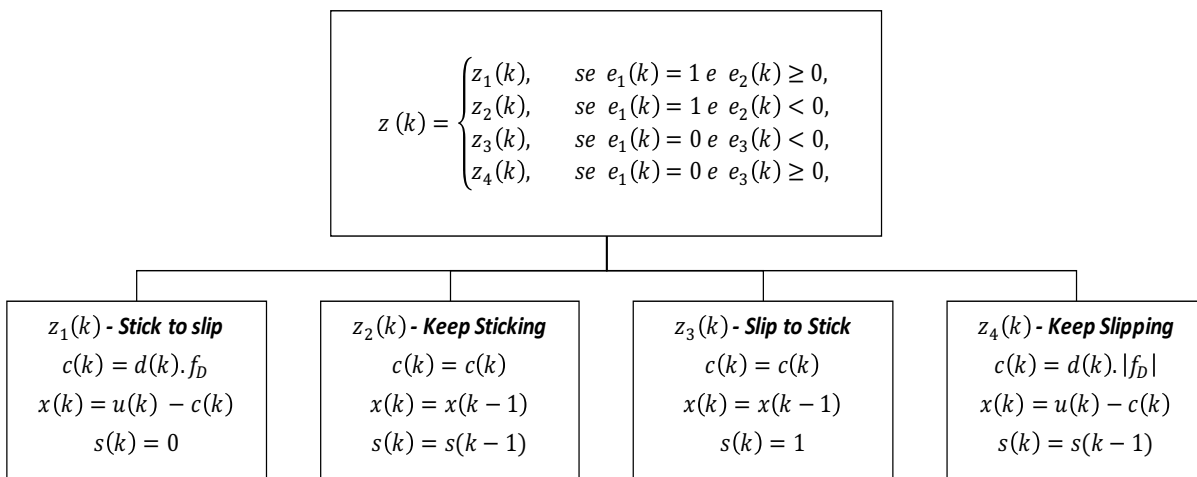 z (k) = { z₁(k), se e₁(k) = 1 e e₂(k) ≥ 0,
z₂(k), se e₁(k) = 1 e e₂(k) < 0,
z₃(k), se e₁(k) = 0 e e₃(k) < 0,
z₄(k), se e₁(k) = 0 e e₃(k) ≥ 0,
z₁(k) - Stick to slip
c(k) = d(k). f_D
x(k) = u(k) − c(k)
s(k) = 0
z₂(k) - Keep Sticking
c(k) = c(k)
x(k) = x(k − 1)
s(k) = s(k − 1)
z₃(k) - Slip to Stick
c(k) = c(k)
x(k) = x(k − 1)
s(k) = 1
z₄(k) - Keep Slipping
c(k) = d(k). |f_D|
x(k) = u(k) − c(k)
s(k) = s(k − 1)